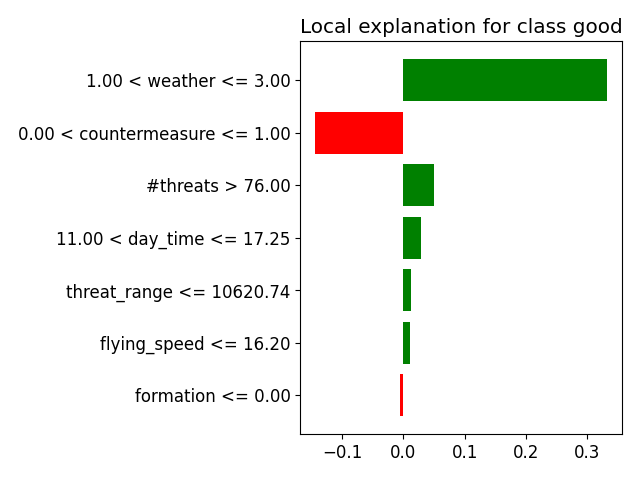 Local explanation for class good
1.00 < weather <= 3.00
0.00 < countermeasure <= 1.00
#threats > 76.00
11.00 < day_time <= 17.25
threat_range <= 10620.74
flying_speed <= 16.20
formation <= 0.00
−0.1 0.0 0.1 0.2 0.3